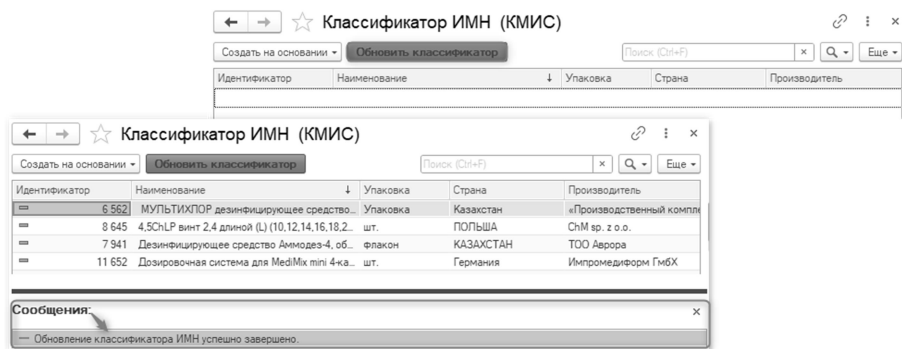 Классификатор ИМН (КМИС)
Создать на основании Обновить классификатор Поиск (Ctrl+F) Еще
Идентификатор Наименование Упаковка Страна Производитель
Классификатор ИМН (КМИС)
Создать на основании Обновить классификатор Поиск (Ctrl+F) Еще
Идентификатор Наименование Упаковка Страна Производитель
6 562 МУЛЬТИХЛОР дезинфицирующее средство... Упаковка Казахстан «Производственный компле
8 645 4,5ChLP винт 2,4 длиной (L) (10,12,14,16,18,2... шт. ПОЛЬША ChM sp. z o.o.
7 941 Дезинфицирующее средство Аммодез-4, об... флакон КАЗАХСТАН ТОО Аврора
11 652 Дозировочная система для MediMix mini 4-ка... шт. Германия Импромедиформ ГмбХ
Сообщения:
— Обновление классификатора ИМН успешно завершено.